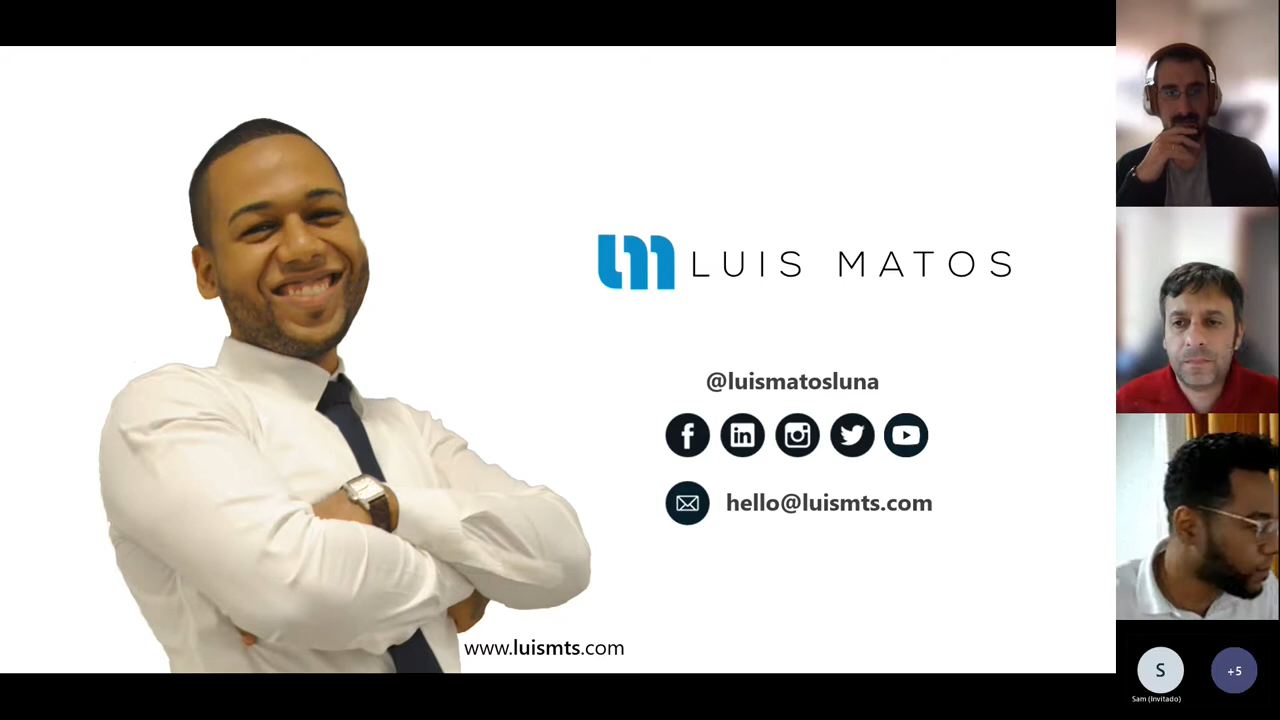 LUIS MATOS
@luismatosluna
hello@luismts.com
www.luismts.com
S
+5
Sam (Invitado)